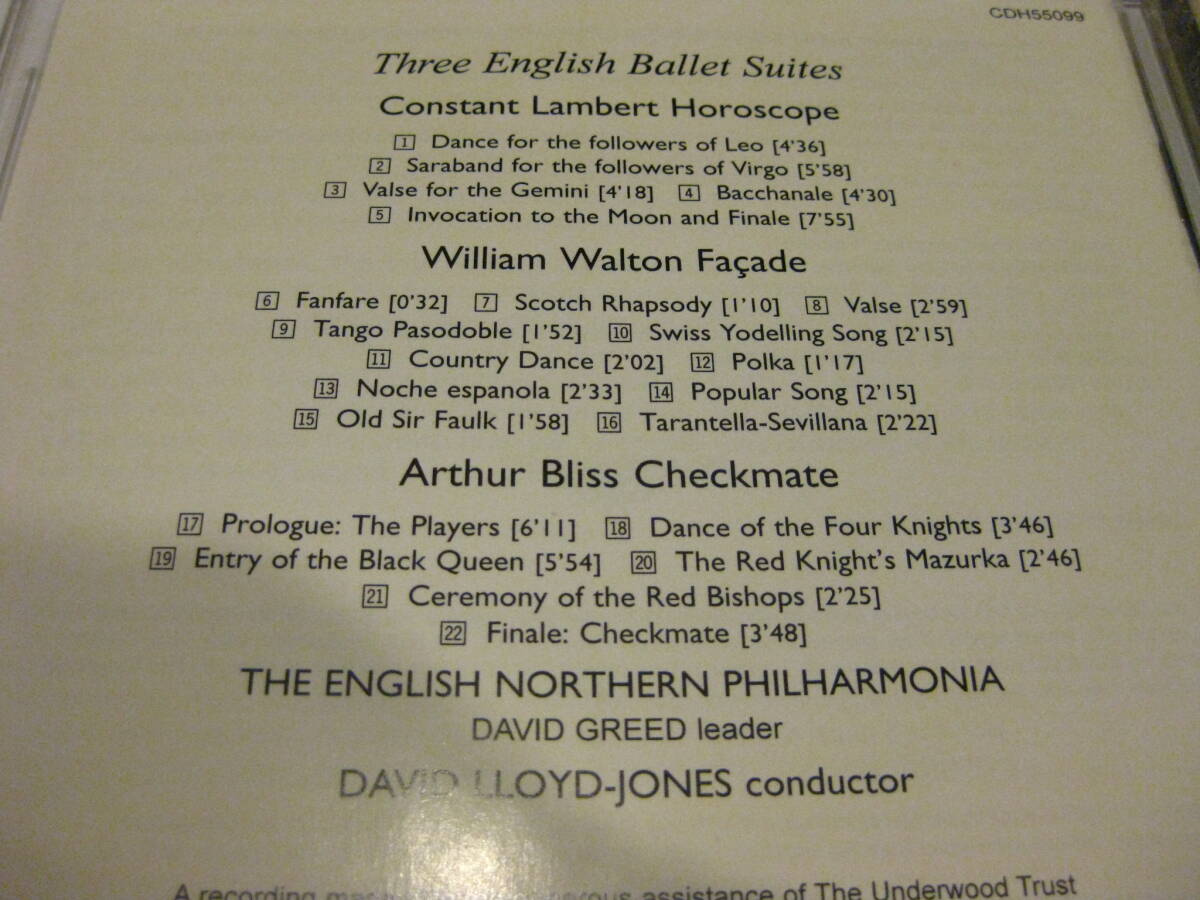 CDH55099
Three English Ballet Suites
Constant Lambert Horoscope
1 Dance for the followers of Leo [4'36]
2 Saraband for the followers of Virgo [5'58]
3 Valse for the Gemini [4'18] 4 Bacchanale [4'30]
5 Invocation to the Moon and Finale [7'55]
William Walton Façade
6 Fanfare [0'32] 7 Scotch Rhapsody [1'10] 8 Valse [2'59]
9 Tango Pasodoble [1'52] 10 Swiss Yodelling Song [2'15]
11 Country Dance [2'02] 12 Polka [1'17]
13 Noche espanola [2'33] 14 Popular Song [2'15]
15 Old Sir Faulk [1'58] 16 Tarantella-Sevillana [2'22]
Arthur Bliss Checkmate
17 Prologue: The Players [6'11] 18 Dance of the Four Knights [3'46]
19 Entry of the Black Queen [5'54] 20 The Red Knight's Mazurka [2'46]
21 Ceremony of the Red Bishops [2'25]
22 Finale: Checkmate [3'48]
THE ENGLISH NORTHERN PHILHARMONIA
DAVID GREED leader
DAVID LLOYD-JONES conductor
A recording assistance of The Underwood Trust